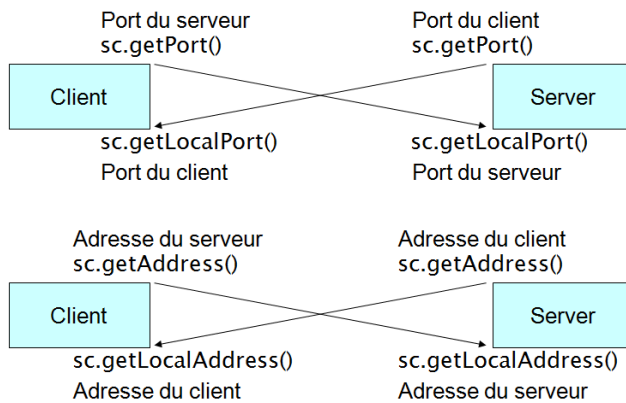 Port du serveur
sc.getPort()
Port du client
sc.getPort()
Client
Server
sc.getLocalPort()
Port du client
sc.getLocalPort()
Port du serveur
Adresse du serveur
sc.getAddress()
Adresse du client
sc.getAddress()
Client
Server
sc.getLocalAddress()
Adresse du client
sc.getLocalAddress()
Adresse du serveur